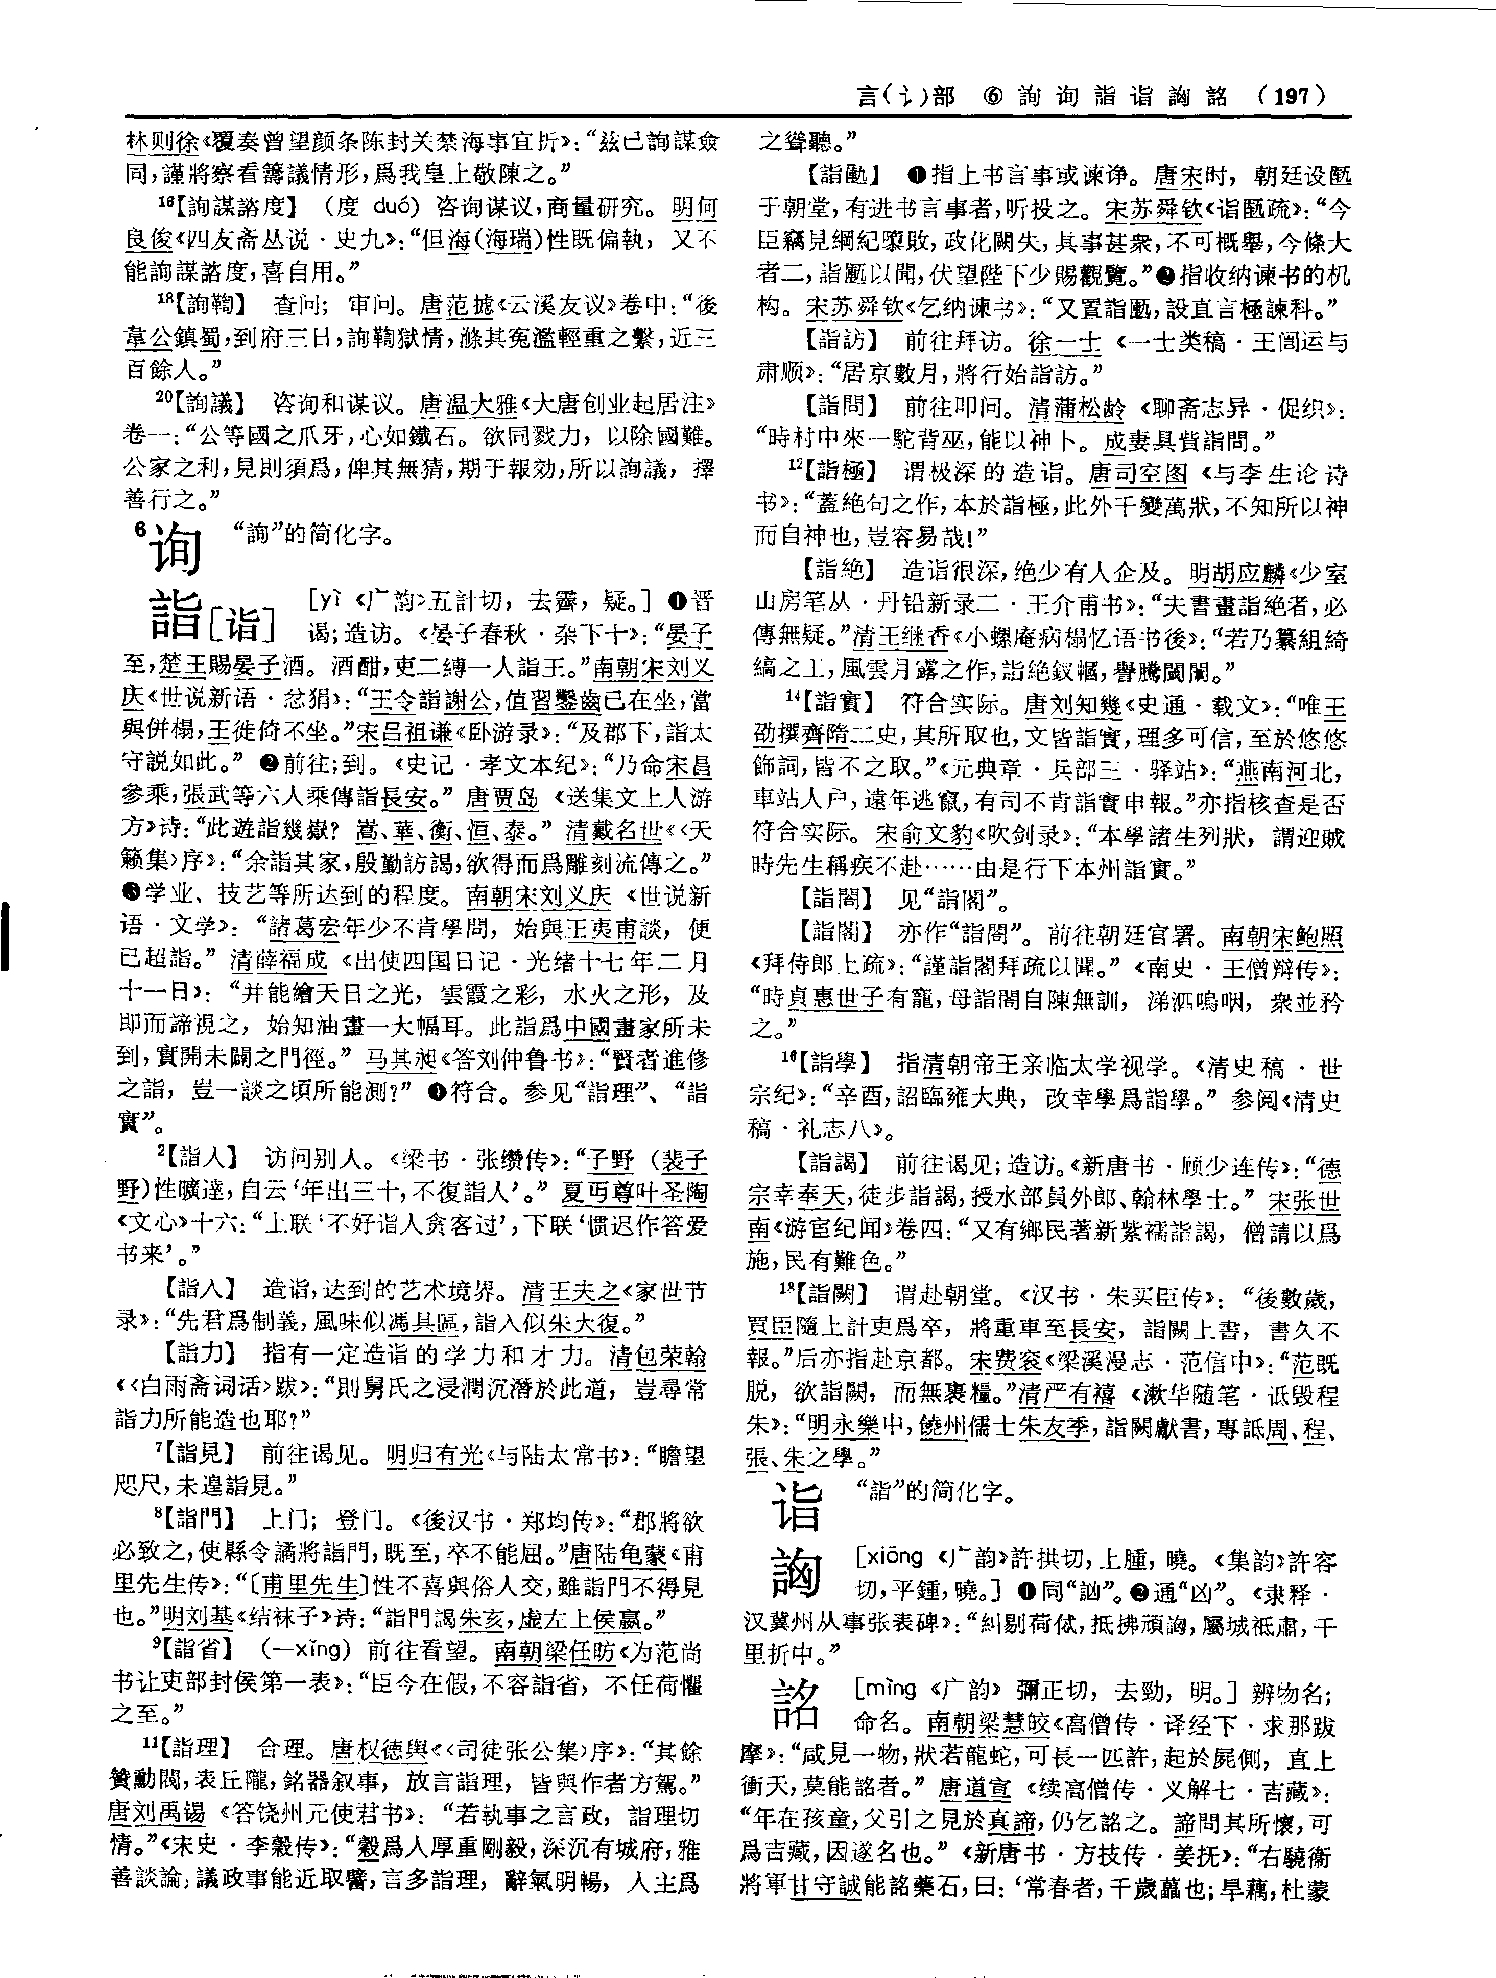 言(讠)部 ⑥ 詢询詣诣詾詺 (197)
林则徐《覆奏曾望颜条陈封关禁海事宜折》：“茲已詢謀僉
同，謹將察看籌議情形，爲我皇上敬陳之。”
¹⁶【詢謀諮度】（度 duó）咨询谋议，商量研究。明何
良俊《四友斋丛说·史九》：“但海(海瑞)性既偏執，又不
能詢謀諮度，喜自用。”
¹⁸【詢鞫】 查问；审问。唐范摅《云溪友议》卷中：“後
韋公鎮蜀，到府三日，詢鞫獄情，滌其冤濫輕重之繫，近三
百餘人。”
²⁰【詢議】 咨询和谋议。唐温大雅《大唐创业起居注》
卷一：“公等國之爪牙，心如鐵石。欲同戮力，以除國難。
公家之利，見則須爲，俾其無猜，期于報効，所以詢議，擇
善行之。”
⁶询 “詢”的简化字。
詣[诣] [yì《广韵》五計切，去霽，疑。]❶晋
谒；造访。《晏子春秋·杂下十》：“晏子
至，楚王賜晏子酒。酒酣，吏二縛一人詣王。”南朝宋刘义
庆《世说新语·忿狷》：“王令詣謝公，值習鑿齒已在坐，當
與併榻，王徙倚不坐。”宋吕祖谦《卧游录》：“及郡下，詣太
守説如此。”❷前往；到。《史记·孝文本纪》：“乃命宋昌
參乘，張武等六人乘傳詣長安。”唐贾岛《送集文上人游
方》诗：“此遊詣幾嶽？嵩、華、衡、恒、泰。”清戴名世《〈天
籁集〉序》：“余詣其家，殷勤訪謁，欲得而爲雕刻流傳之。”
❸学业、技艺等所达到的程度。南朝宋刘义庆《世说新
语·文学》：“諸葛宏年少不肯學問，始與王夷甫談，便
已超詣。”清薛福成《出使四国日记·光绪十七年二月
十一日》：“并能繪天日之光，雲霞之彩，水火之形，及
即而諦視之，始知油畫一大幅耳。此詣爲中國畫家所未
到，實開未闢之門徑。”马其昶《答刘仲鲁书》：“賢者進修
之詣，豈一談之頃所能測？”❹符合。参见“詣理”、“詣
實”。
²【詣人】 访问别人。《梁书·张缵传》：“子野（裴子
野）性曠達，自云‘年出三十，不復詣人’。”夏丏尊叶圣陶
《文心》十六：“上联‘不好诣人贪客过’，下联‘惯迟作答爱
书来’。”
【詣入】 造诣，达到的艺术境界。清王夫之《家世节
录》：“先君爲制義，風味似馮具區，詣入似朱大復。”
【詣力】 指有一定造诣的学力和才力。清包荣翰
《〈白雨斋词话〉跋》：“則舅氏之浸潤沉潛於此道，豈尋常
詣力所能造也耶？”
⁷【詣見】 前往谒见。明归有光《与陆太常书》：“瞻望
咫尺，未遑詣見。”
⁸【詣門】 上门；登门。《後汉书·郑均传》：“郡將欲
必致之，使縣令譎將詣門，既至，卒不能屈。”唐陆龟蒙《甫
里先生传》：“〔甫里先生〕性不喜與俗人交，雖詣門不得見
也。”明刘基《结袜子》诗：“詣門謁朱亥，虚左上侯嬴。”
⁹【詣省】（—xǐng）前往看望。南朝梁任昉《为范尚
书让吏部封侯第一表》：“臣今在假，不容詣省，不任荷懼
之至。”
¹¹【詣理】 合理。唐权德舆《〈司徒张公集〉序》：“其餘
贊勳閥，表丘隴，銘器叙事，放言詣理，皆與作者方駕。”
唐刘禹锡《答饶州元使君书》：“若執事之言政，詣理切
情。”《宋史·李穀传》：“穀爲人厚重剛毅，深沉有城府，雅
善談論，議政事能近取譬，言多詣理，辭氣明暢，人主爲
之聳聽。”
【詣匭】 ❶指上书言事或谏诤。唐宋时，朝廷设匦
于朝堂，有进书言事者，听投之。宋苏舜钦《诣匦疏》：“今
臣竊見綱紀隳敗，政化闕失，其事甚衆，不可概舉，今條大
者二，詣匭以聞，伏望陛下少賜觀覽。”❷指收纳谏书的机
构。宋苏舜钦《乞纳谏书》：“又置詣匭，設直言極諫科。”
【詣訪】 前往拜访。徐一士《一士类稿·王闿运与
肃顺》：“居京數月，將行始詣訪。”
【詣問】 前往叩问。清蒲松龄《聊斋志异·促织》：
“時村中來一駝背巫，能以神卜。成妻具貲詣問。”
¹²【詣極】 谓极深的造诣。唐司空图《与李生论诗
书》：“蓋絶句之作，本於詣極，此外千變萬狀，不知所以神
而自神也，豈容易哉！”
【詣絶】 造诣很深，绝少有人企及。明胡应麟《少室
山房笔丛·丹铅新录二·王介甫书》：“夫書畫詣絶者，必
傳無疑。”清王继香《小螺庵病榻忆语书後》：“若乃纂組綺
縞之工，風雲月露之作，詣絶釵幗，譽騰闤闠。”
¹⁴【詣實】 符合实际。唐刘知幾《史通·载文》：“唯王
劭撰齊隋二史，其所取也，文皆詣實，理多可信，至於悠悠
飾詞，皆不之取。”《元典章·兵部三·驿站》：“燕南河北，
車站人户，遠年逃竄，有司不肯詣實申報。”亦指核查是否
符合实际。宋俞文豹《吹剑录》：“本學諸生列狀，謂迎贼
時先生稱疾不赴……由是行下本州詣實。”
【詣閤】 见“詣閣”。
【詣閣】 亦作“詣閤”。前往朝廷官署。南朝宋鲍照
《拜侍郎上疏》：“謹詣閣拜疏以聞。”《南史·王僧辩传》：
“時貞惠世子有寵，母詣閤自陳無訓，涕泗嗚咽，衆並矜
之。”
¹⁶【詣學】 指清朝帝王亲临太学视学。《清史稿·世
宗纪》：“辛酉，詔臨雍大典，改幸學爲詣學。”参阅《清史
稿·礼志八》。
【詣謁】 前往谒见；造访。《新唐书·顾少连传》：“德
宗幸奉天，徒步詣謁，授水部員外郎、翰林學士。”宋张世
南《游宦纪闻》卷四：“又有鄉民著新紫襦詣謁，僧請以爲
施，民有難色。”
¹⁸【詣闕】 谓赴朝堂。《汉书·朱买臣传》：“後數歲，
買臣隨上計吏爲卒，將重車至長安，詣闕上書，書久不
報。”后亦指赴京都。宋费衮《梁溪漫志·范信中》：“范既
脱，欲詣闕，而無裹糧。”清严有禧《漱华随笔·诋毁程
朱》：“明永樂中，饒州儒士朱友季，詣闕獻書，專詆周、程、
張、朱之學。”
诣 “詣”的简化字。
詾 [xiōng《广韵》許拱切，上腫，曉。《集韵》許容
切，平鍾，曉。]❶同“訩”。❷通“凶”。《隶释·
汉冀州从事张表碑》：“糾剔荷慝，抵拂頑詾，屬城祗肅，千
里折中。”
詺 [mìng《广韵》彌正切，去勁，明。]辨物名；
命名。南朝梁慧皎《高僧传·译经下·求那跋
摩》：“咸見一物，狀若龍蛇，可長一匹許，起於屍側，直上
衝天，莫能詺者。”唐道宣《续高僧传·义解七·吉藏》：
“年在孩童，父引之見於真諦，仍乞詺之。諦問其所懷，可
爲吉藏，因遂名也。”《新唐书·方技传·姜抚》：“右驍衛
將軍甘守誠能詺藥石，曰：‘常春者，千歲藟也；旱藕，杜蒙